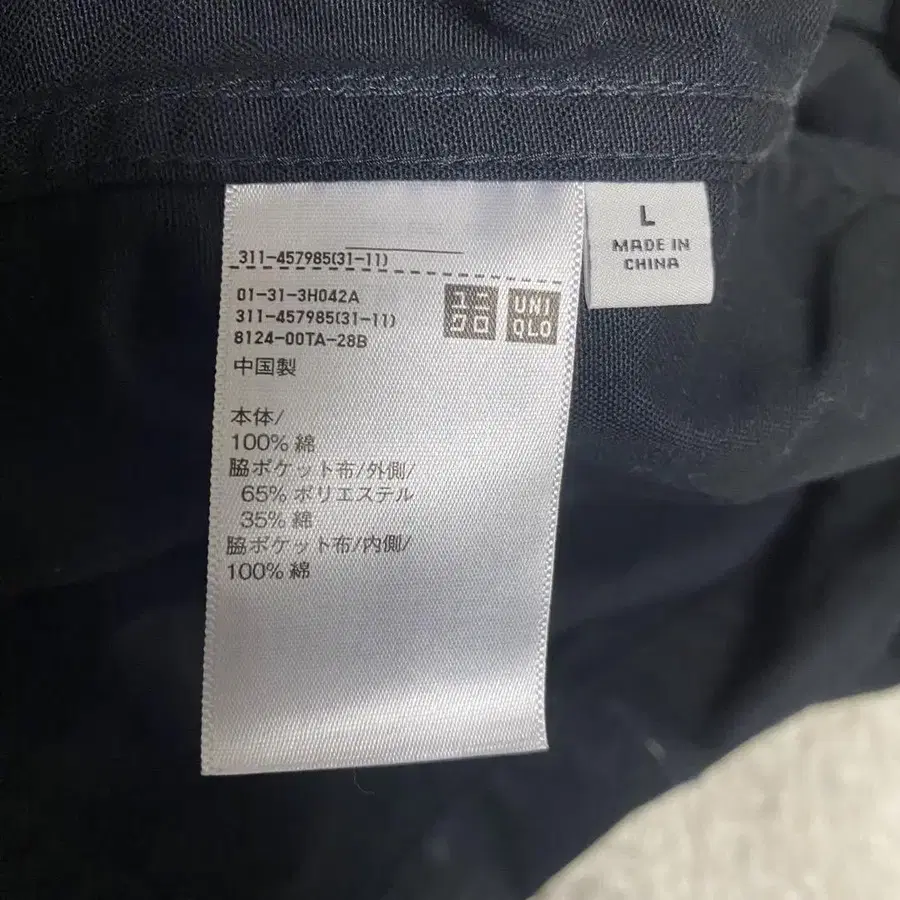 311-457985(31-11)
01-31-3H042A
311-457985(31-11)
8124-00TA-28B
中国製
ユニ
クロ
UNI
QLO
本体/
100% 綿
脇ポケット布/外側/
65% ポリエステル
35% 綿
脇ポケット布/内側/
100% 綿
L
MADE IN
CHINA